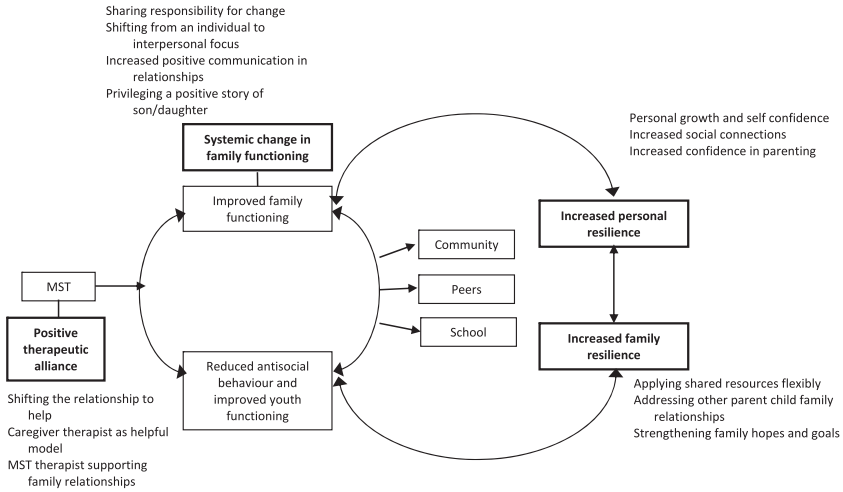 Sharing responsibility for change
Shifting from an individual to
interpersonal focus
Increased positive communication in
relationships
Privileging a positive story of
son/daughter
Systemic change in
family functioning
Improved family
functioning
Personal growth and self confidence
Increased social connections
Increased confidence in parenting
Increased personal
resilience
Community
Peers
School
MST
Positive
therapeutic
alliance
Shifting the relationship to
help
Caregiver therapist as helpful
model
MST therapist supporting
family relationships
Reduced antisocial
behaviour and
improved youth
functioning
Increased family
resilience
Applying shared resources flexibly
Addressing other parent child family
relationships
Strengthening family hopes and goals